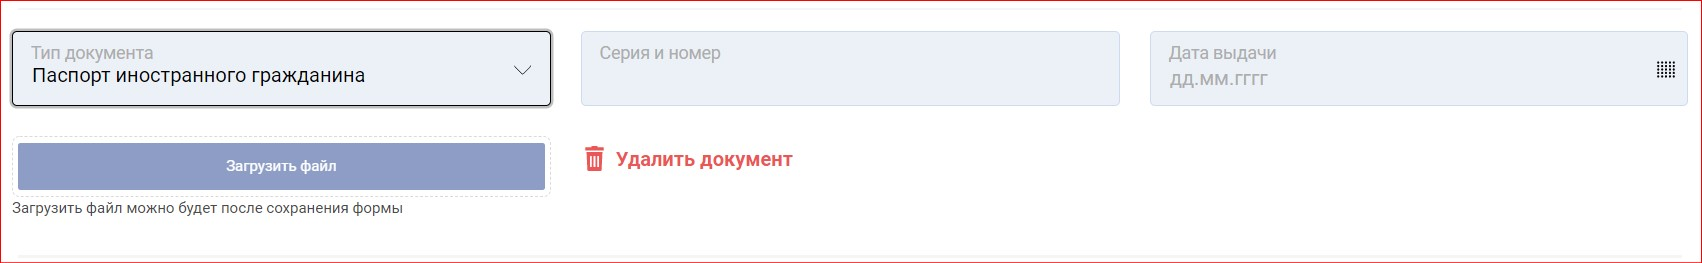 Тип документа
Паспорт иностранного гражданина
Серия и номер
Дата выдачи
дд.мм.гггг
Загрузить файл
Удалить документ
Загрузить файл можно будет после сохранения формы